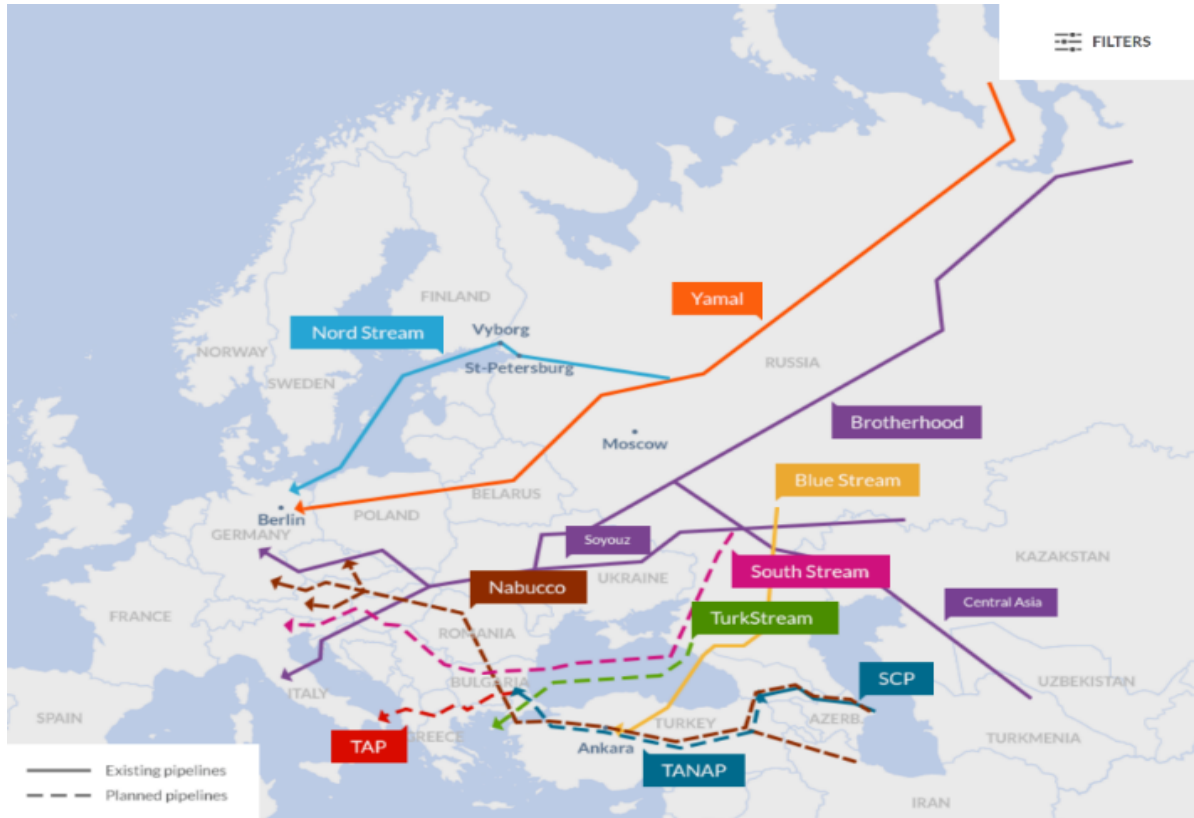 FILTERS
Yamal
FINLAND
Nord Stream
Vyborg
NORWAY
St-Petersburg
RUSSIA
SWEDEN
Brotherhood
Moscow
Blue Stream
BELARUS
POLAND
Berlin
GERMANY
Soyouz
KAZAKSTAN
South Stream
UKRAINE
Nabucco
Central Asia
FRANCE
TurkStream
ROMANIA
SCP
BULGARIA
UZBEKISTAN
ITALY
SPAIN
AZERB.
TURKEY
GREECE
TURKMENIA
TAP
Ankara
TANAP
Existing pipelines
Planned pipelines
IRAN